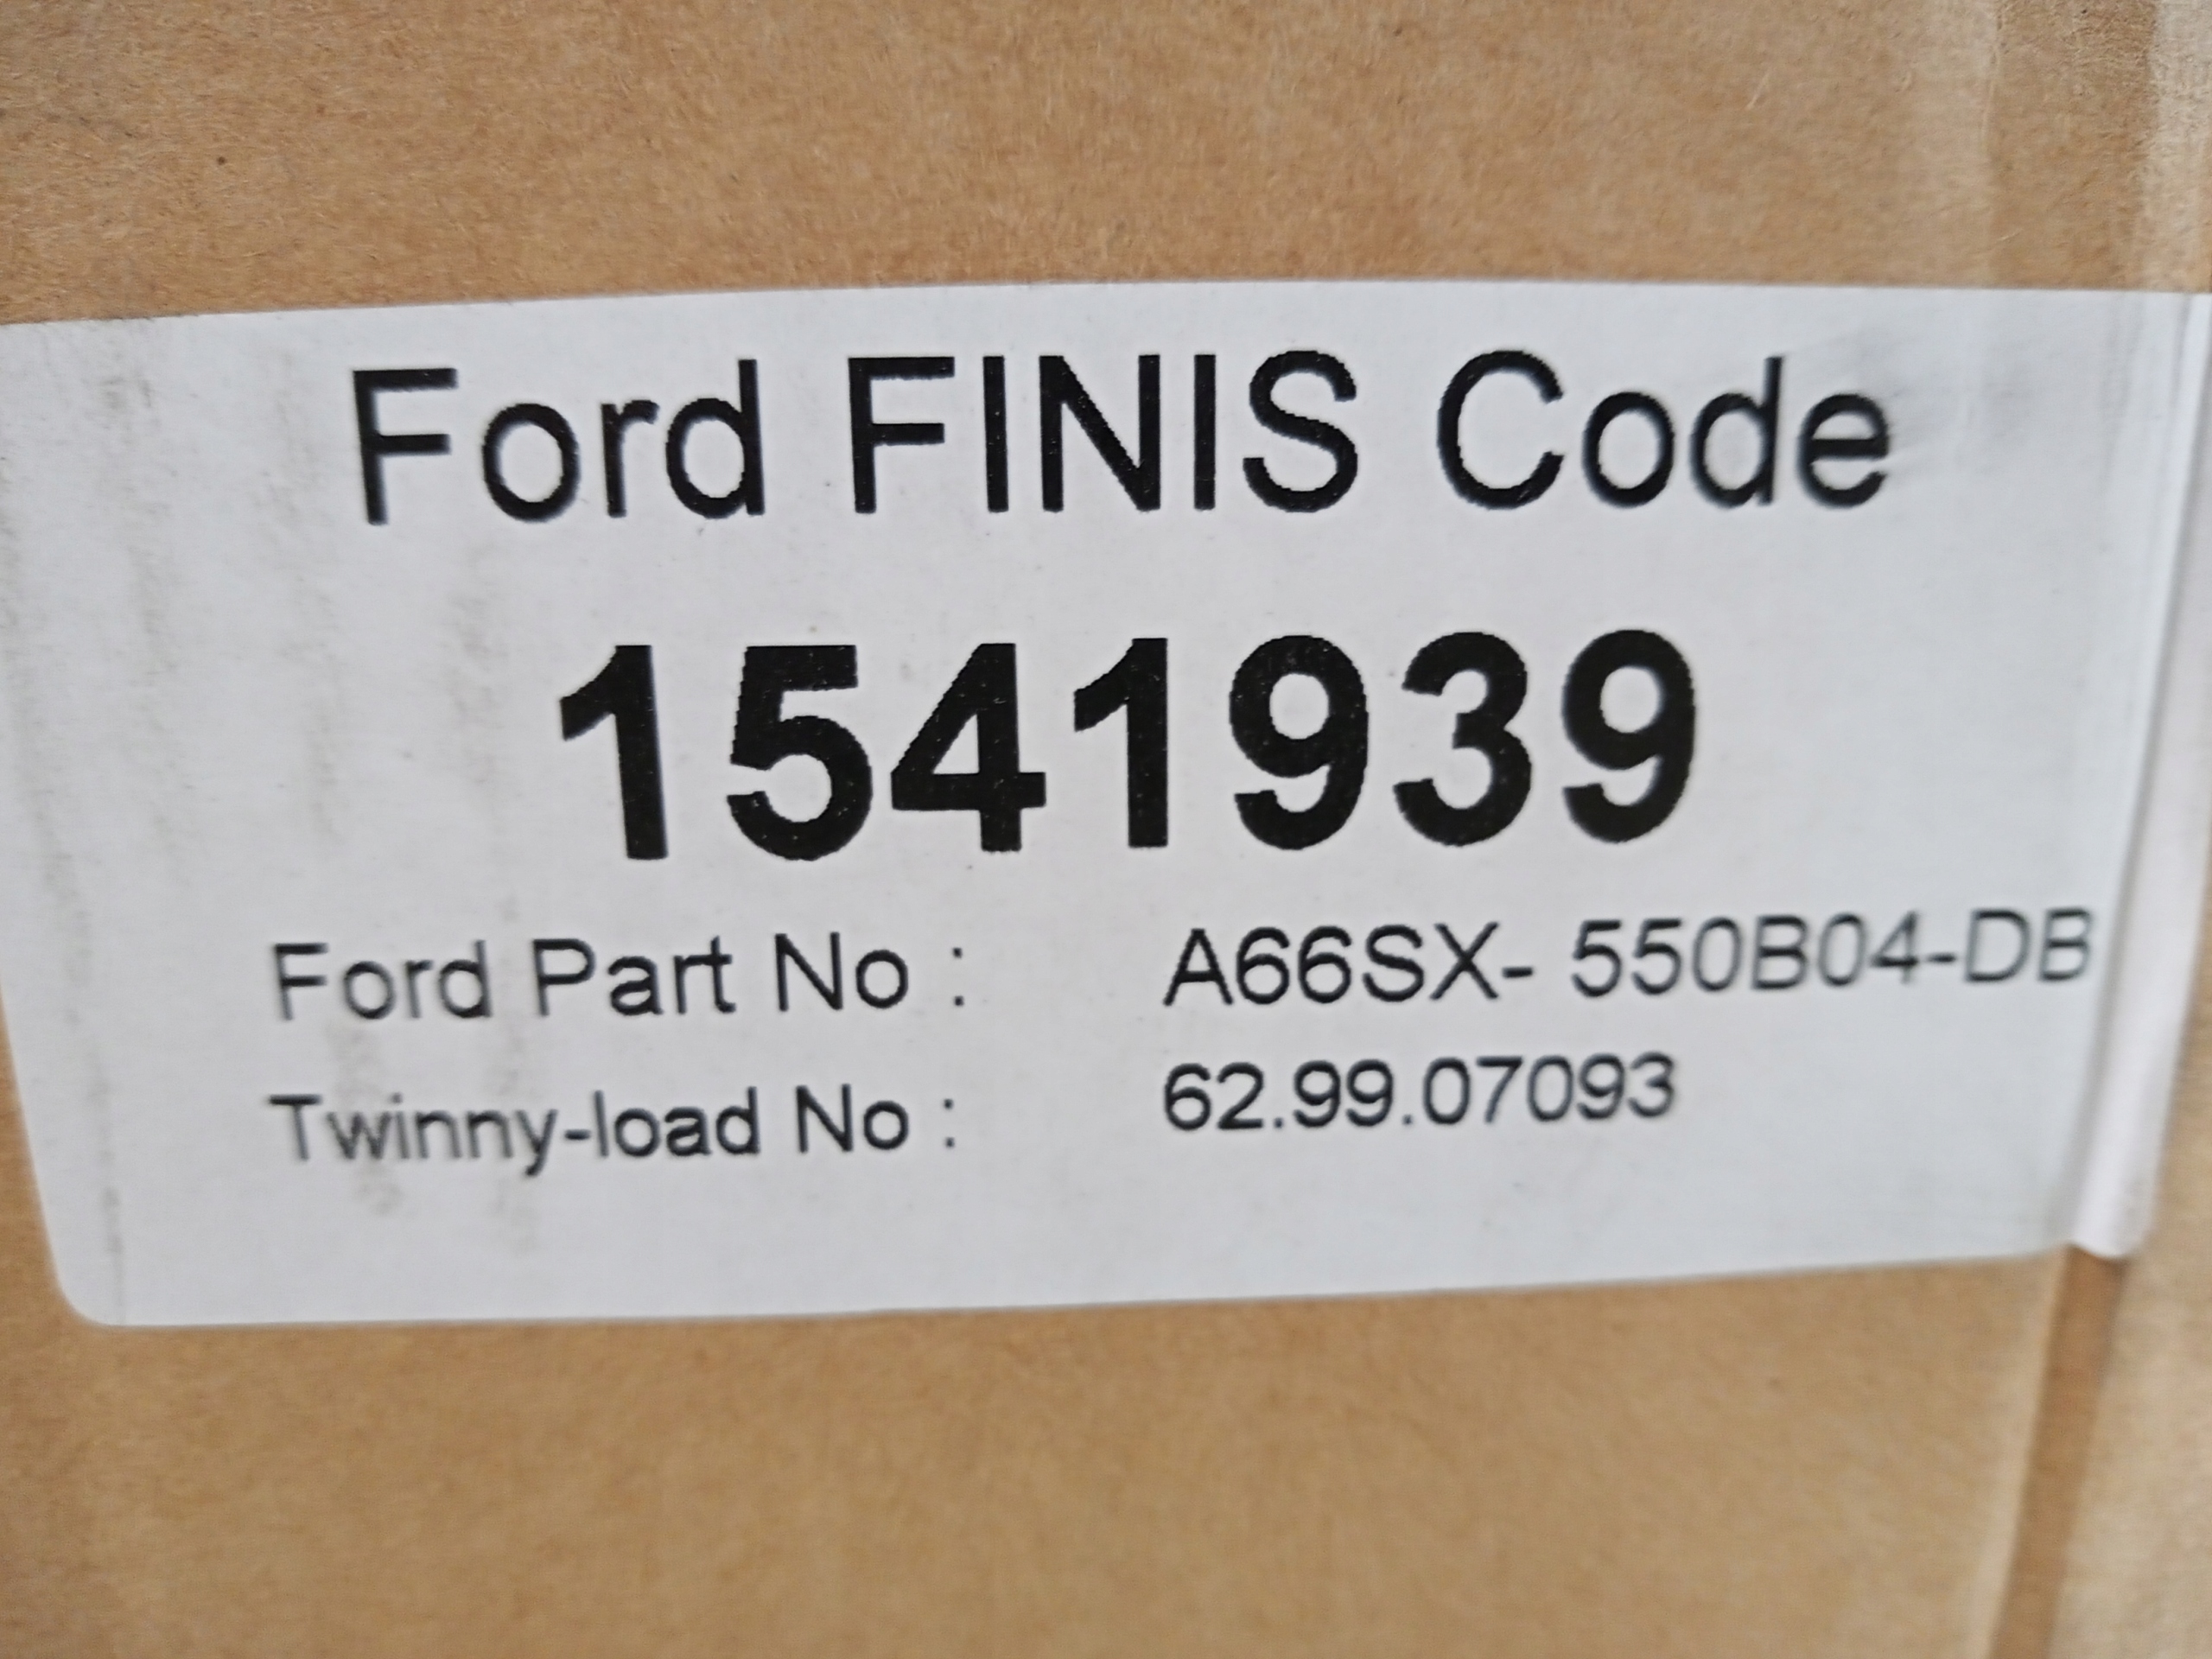 Ford FINIS Code
1541939
Ford Part No : A66SX- 550B04-DB
Twinny-load No : 62.99.07093